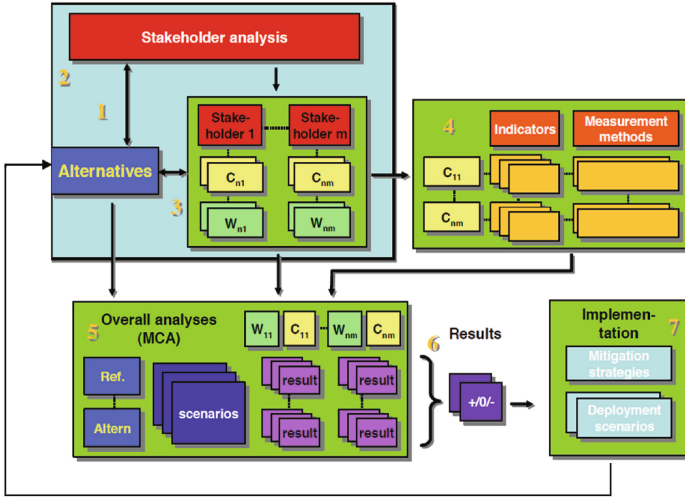 Stakeholder analysis
2
1
Stake-
holder 1
Stake-
holder m
4
Indicators
Measurement
methods
Alternatives
3
Cn1
Cnm
Wn1
Wnm
C11
Cnm
5
Overall analyses
(MCA)
W11
C11
Wnm
Cnm
6
Results
Implemen-
tation
7
Ref.
Altern
scenarios
result
result
result
result
+/0/-
Mitigation
strategies
Deployment
scenarios